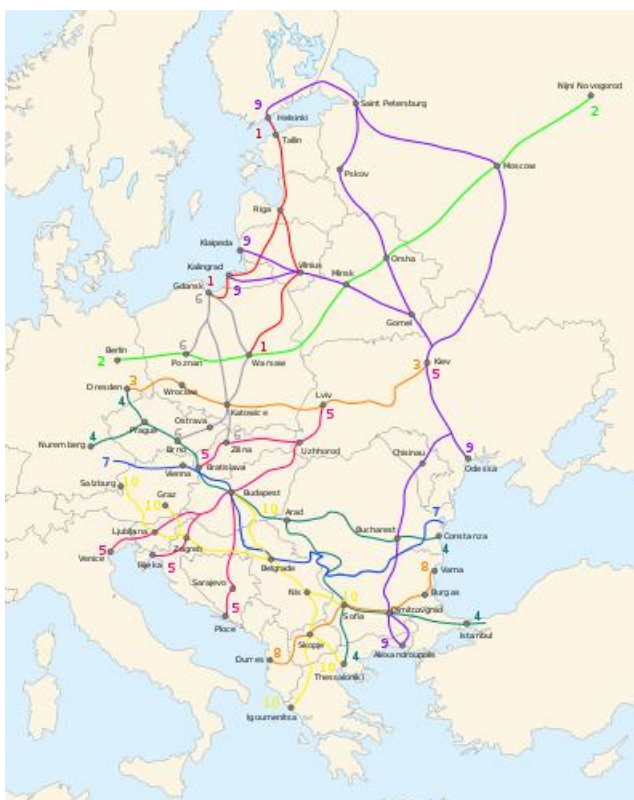 Nijni Novogorod
2
9
Saint Petersburg
Helsinki
1
Tallin
Moscow
Pskov
Riga
Klaipeda
9
Kalingrad
Vilnius
Orsha
Minsk
1
Gdansk
6
9
Gomel
Berlin
2
6
Poznan
1
Warsaw
3
Kiev
5
Dresden
3
4
Wroclaw
Lviv
5
Katowice
Prague
Ostrava
4
Nuremberg
6
Brno
6
Zilina
Uzhhorod
9
Odessa
Chisinau
7
5
Bratislava
Vienna
Salzburg
10
Graz
10
Budapest
10
Arad
7
Bucharest
Constanza
4
Ljubljana
Zagreb
5
Venice
Rijeka
5
Belgrade
8
Varna
Sarajevo
Nis
10
Burgas
5
Ploce
Sofia
Dimitravgrad
4
Istanbul
Skopje
9
Alexandroupolis
Durres
8
10
4
Thessaloniki
10
Igoumenitsa